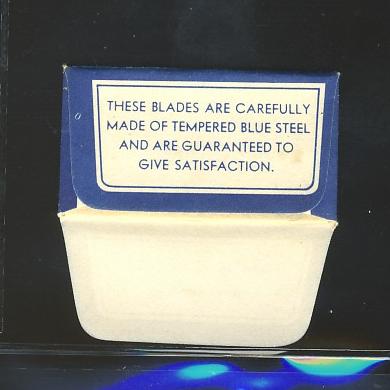 THESE BLADES ARE CAREFULLY
MADE OF TEMPERED BLUE STEEL
AND ARE GUARANTEED TO
GIVE SATISFACTION.